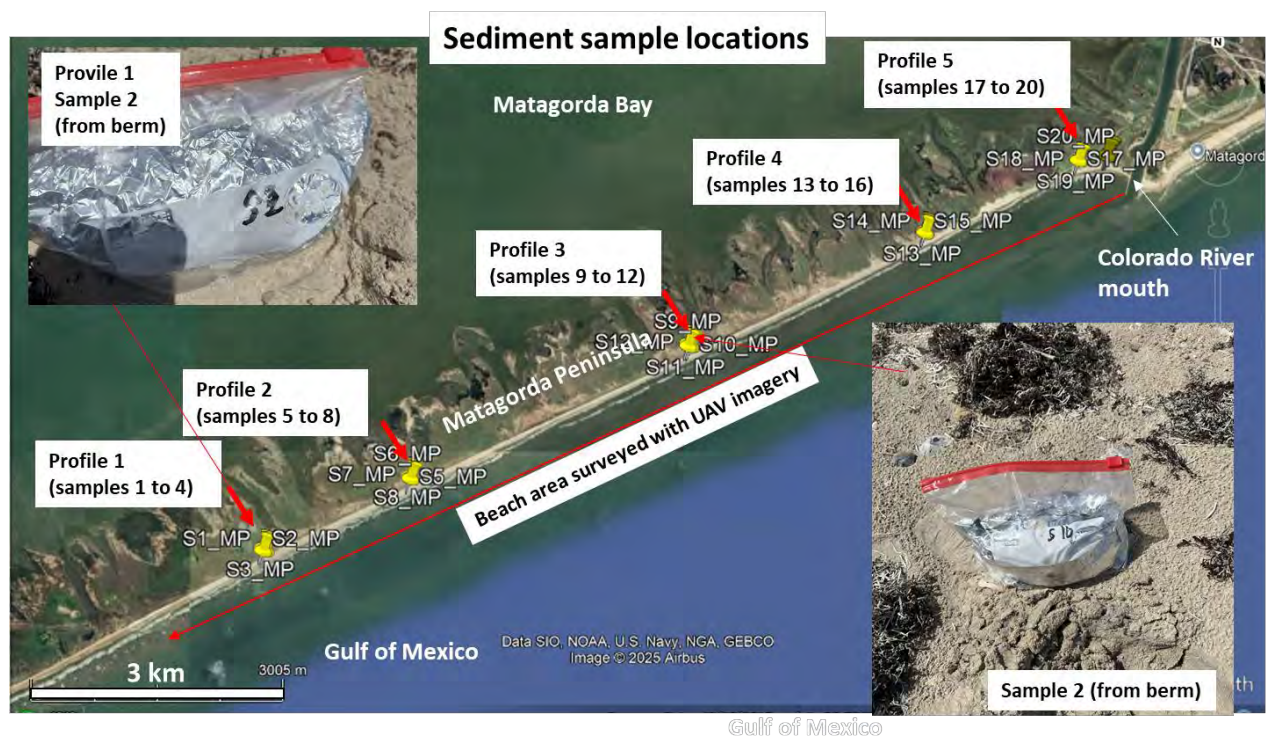 Sediment sample locations
Provile 1
Sample 2
(from berm)
S2
Matagorda Bay
Profile 5
(samples 17 to 20)
N
S20_MP
S18_MP
S17_MP
S19_MP
Matagord
Profile 4
(samples 13 to 16)
S14_MP
S15_MP
S13_MP
Colorado River
mouth
Profile 3
(samples 9 to 12)
S9_MP
S12_MP
S10_MP
S11_MP
Matagorda Peninsula
Beach area surveyed with UAV imagery
Profile 2
(samples 5 to 8)
S6_MP
S7_MP
S5_MP
S8_MP
Profile 1
(samples 1 to 4)
S1_MP
S2_MP
S3_MP
S10
Gulf of Mexico
Data SIO, NOAA, U.S. Navy, NGA, GEBCO
Image © 2025 Airbus
3 km
3005 m
Sample 2 (from berm)
th
Gulf of Mexico